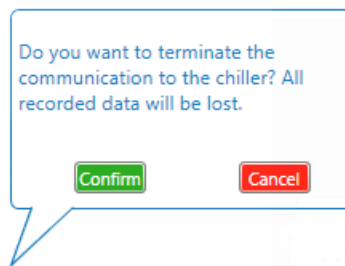 Do you want to terminate the
communication to the chiller? All
recorded data will be lost.
Confirm
Cancel